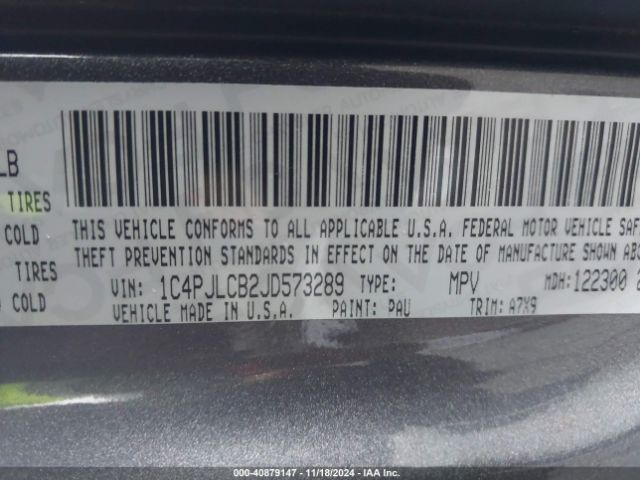 LB
TIRES
COLD
TIRES
COLD
THIS VEHICLE CONFORMS TO ALL APPLICABLE U.S.A. FEDERAL MOTOR VEHICLE SAF
THEFT PREVENTION STANDARDS IN EFFECT ON THE DATE OF MANUFACTURE SHOWN AB
VIN: 1C4PJLCB2JD573289 TYPE: MPV MDH: 122300
VEHICLE MADE IN U.S.A. PAINT: PAU TRIM: A7X9
000-40879147 • 11/18/2024 • IAA Inc.